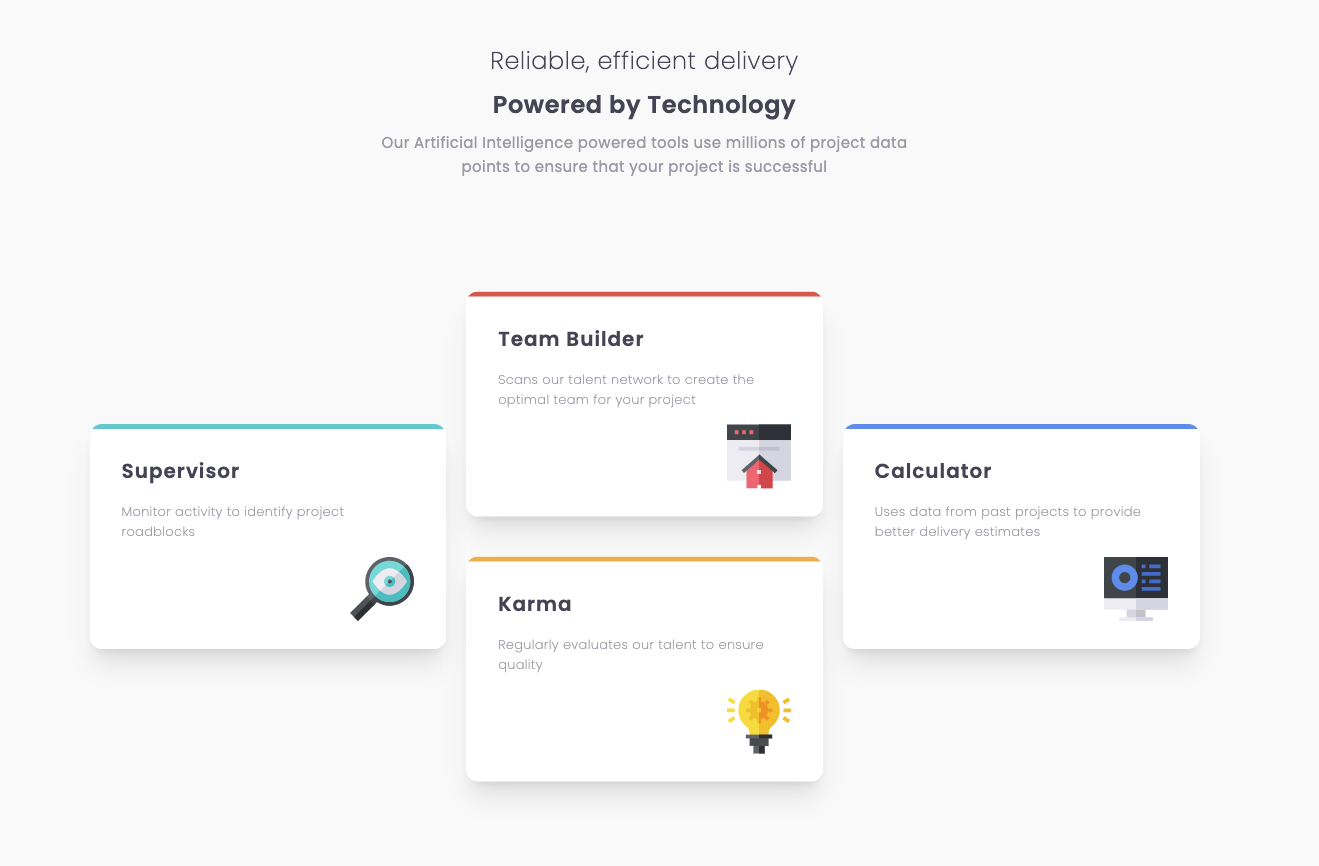 Reliable, efficient delivery
Powered by Technology
Our Artificial Intelligence powered tools use millions of project data
points to ensure that your project is successful
Supervisor
Monitor activity to identify project
roadblocks
Team Builder
Scans our talent network to create the
optimal team for your project
Karma
Regularly evaluates our talent to ensure
quality
Calculator
Uses data from past projects to provide
better delivery estimates